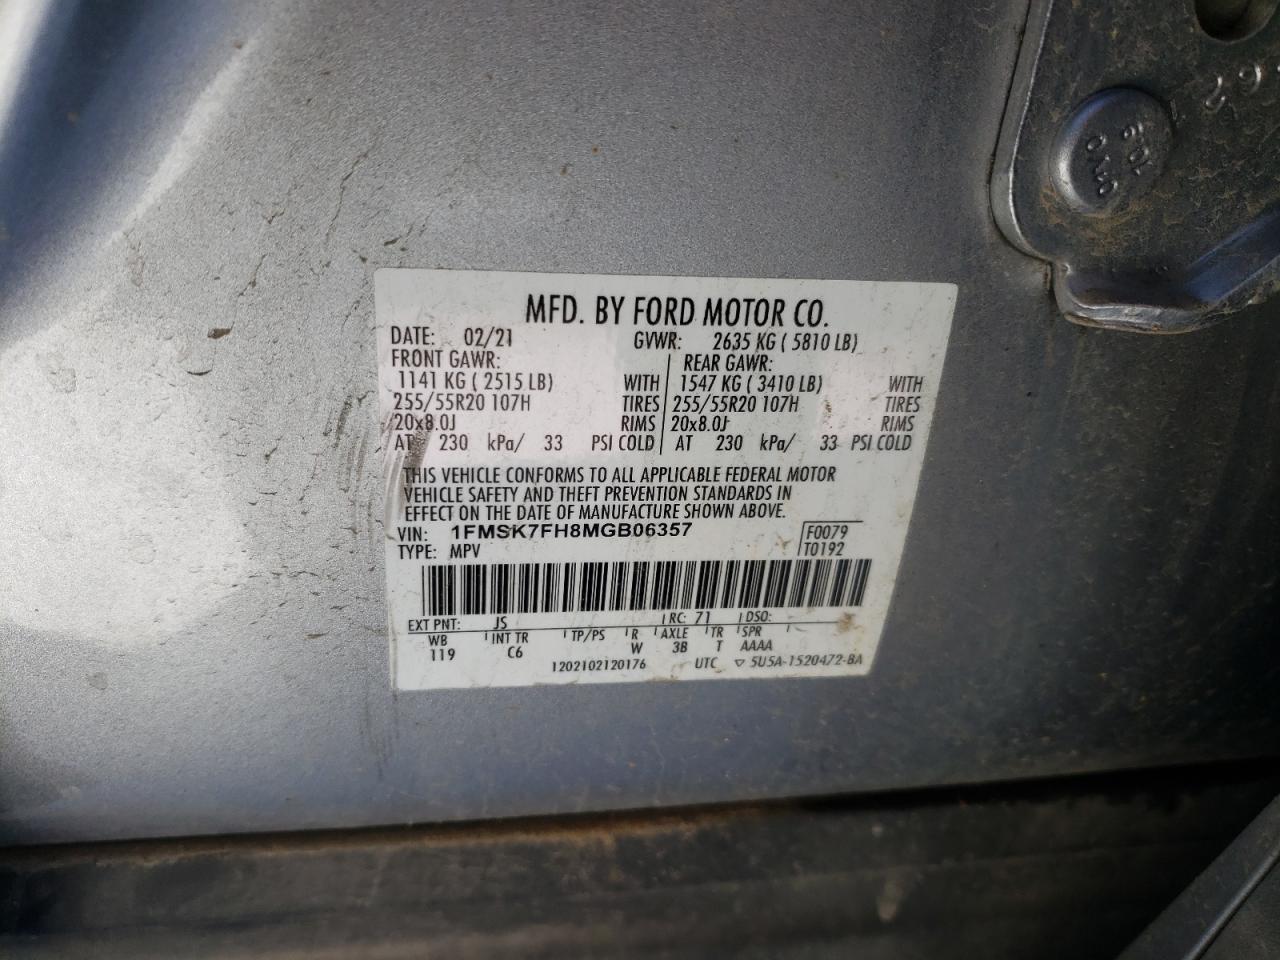 MFD. BY FORD MOTOR CO.
DATE: 02/21 GVWR: 2635 KG ( 5810 LB)
FRONT GAWR: REAR GAWR:
1141 KG ( 2515 LB) WITH 1547 KG ( 3410 LB) WITH
255/55R20 107H TIRES 255/55R20 107H TIRES
20x8.0J RIMS 20x8.0J RIMS
AT 230 kPa/ 33 PSI COLD AT 230 kPa/ 33 PSI COLD
THIS VEHICLE CONFORMS TO ALL APPLICABLE FEDERAL MOTOR
VEHICLE SAFETY AND THEFT PREVENTION STANDARDS IN
EFFECT ON THE DATE OF MANUFACTURE SHOWN ABOVE.
VIN: 1FMSK7FH8MGB06357 F0079
TYPE: MPV T0192
EXT PNT: JS RC: 71 DSO:
WB INT TR TP/PS R AXLE TR SPR
119 C6 W 3B T AAAA
1202102120176 UTC ▽ 5U5A-1520472-BA